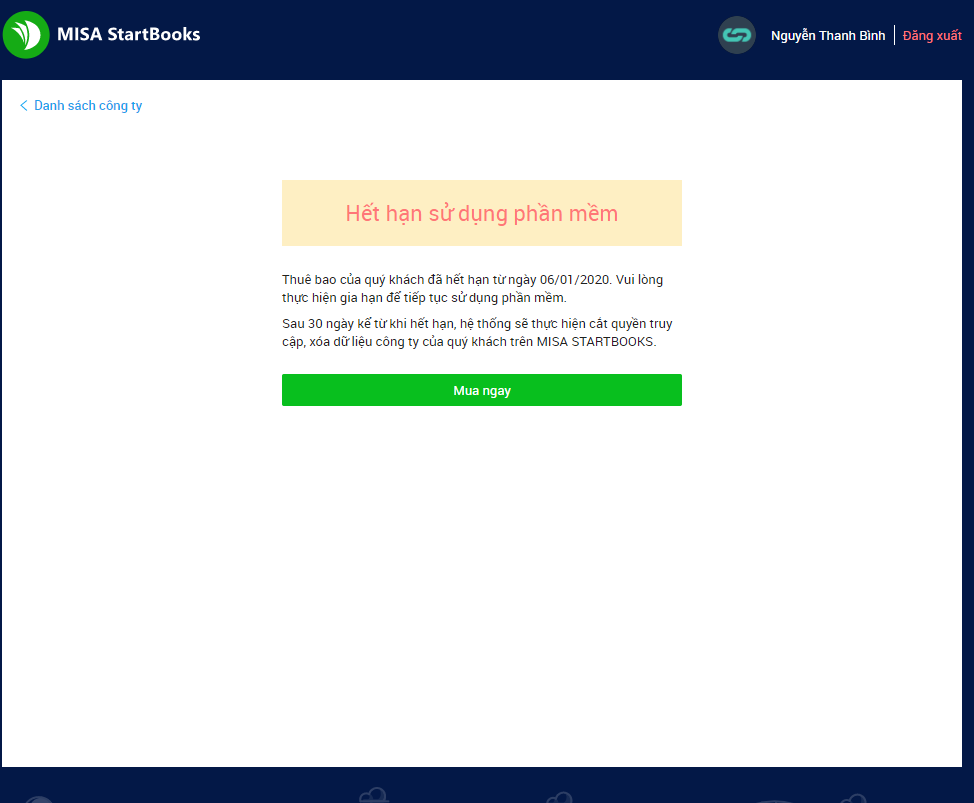 MISA StartBooks
Nguyễn Thanh Bình
Đăng xuất
Danh sách công ty
Hết hạn sử dụng phần mềm
Thuê bao của quý khách đã hết hạn từ ngày 06/01/2020. Vui lòng
thực hiện gia hạn để tiếp tục sử dụng phần mềm.
Sau 30 ngày kể từ khi hết hạn, hệ thống sẽ thực hiện cắt quyền truy
cập, xóa dữ liệu công ty của quý khách trên MISA STARTBOOKS.
Mua ngay